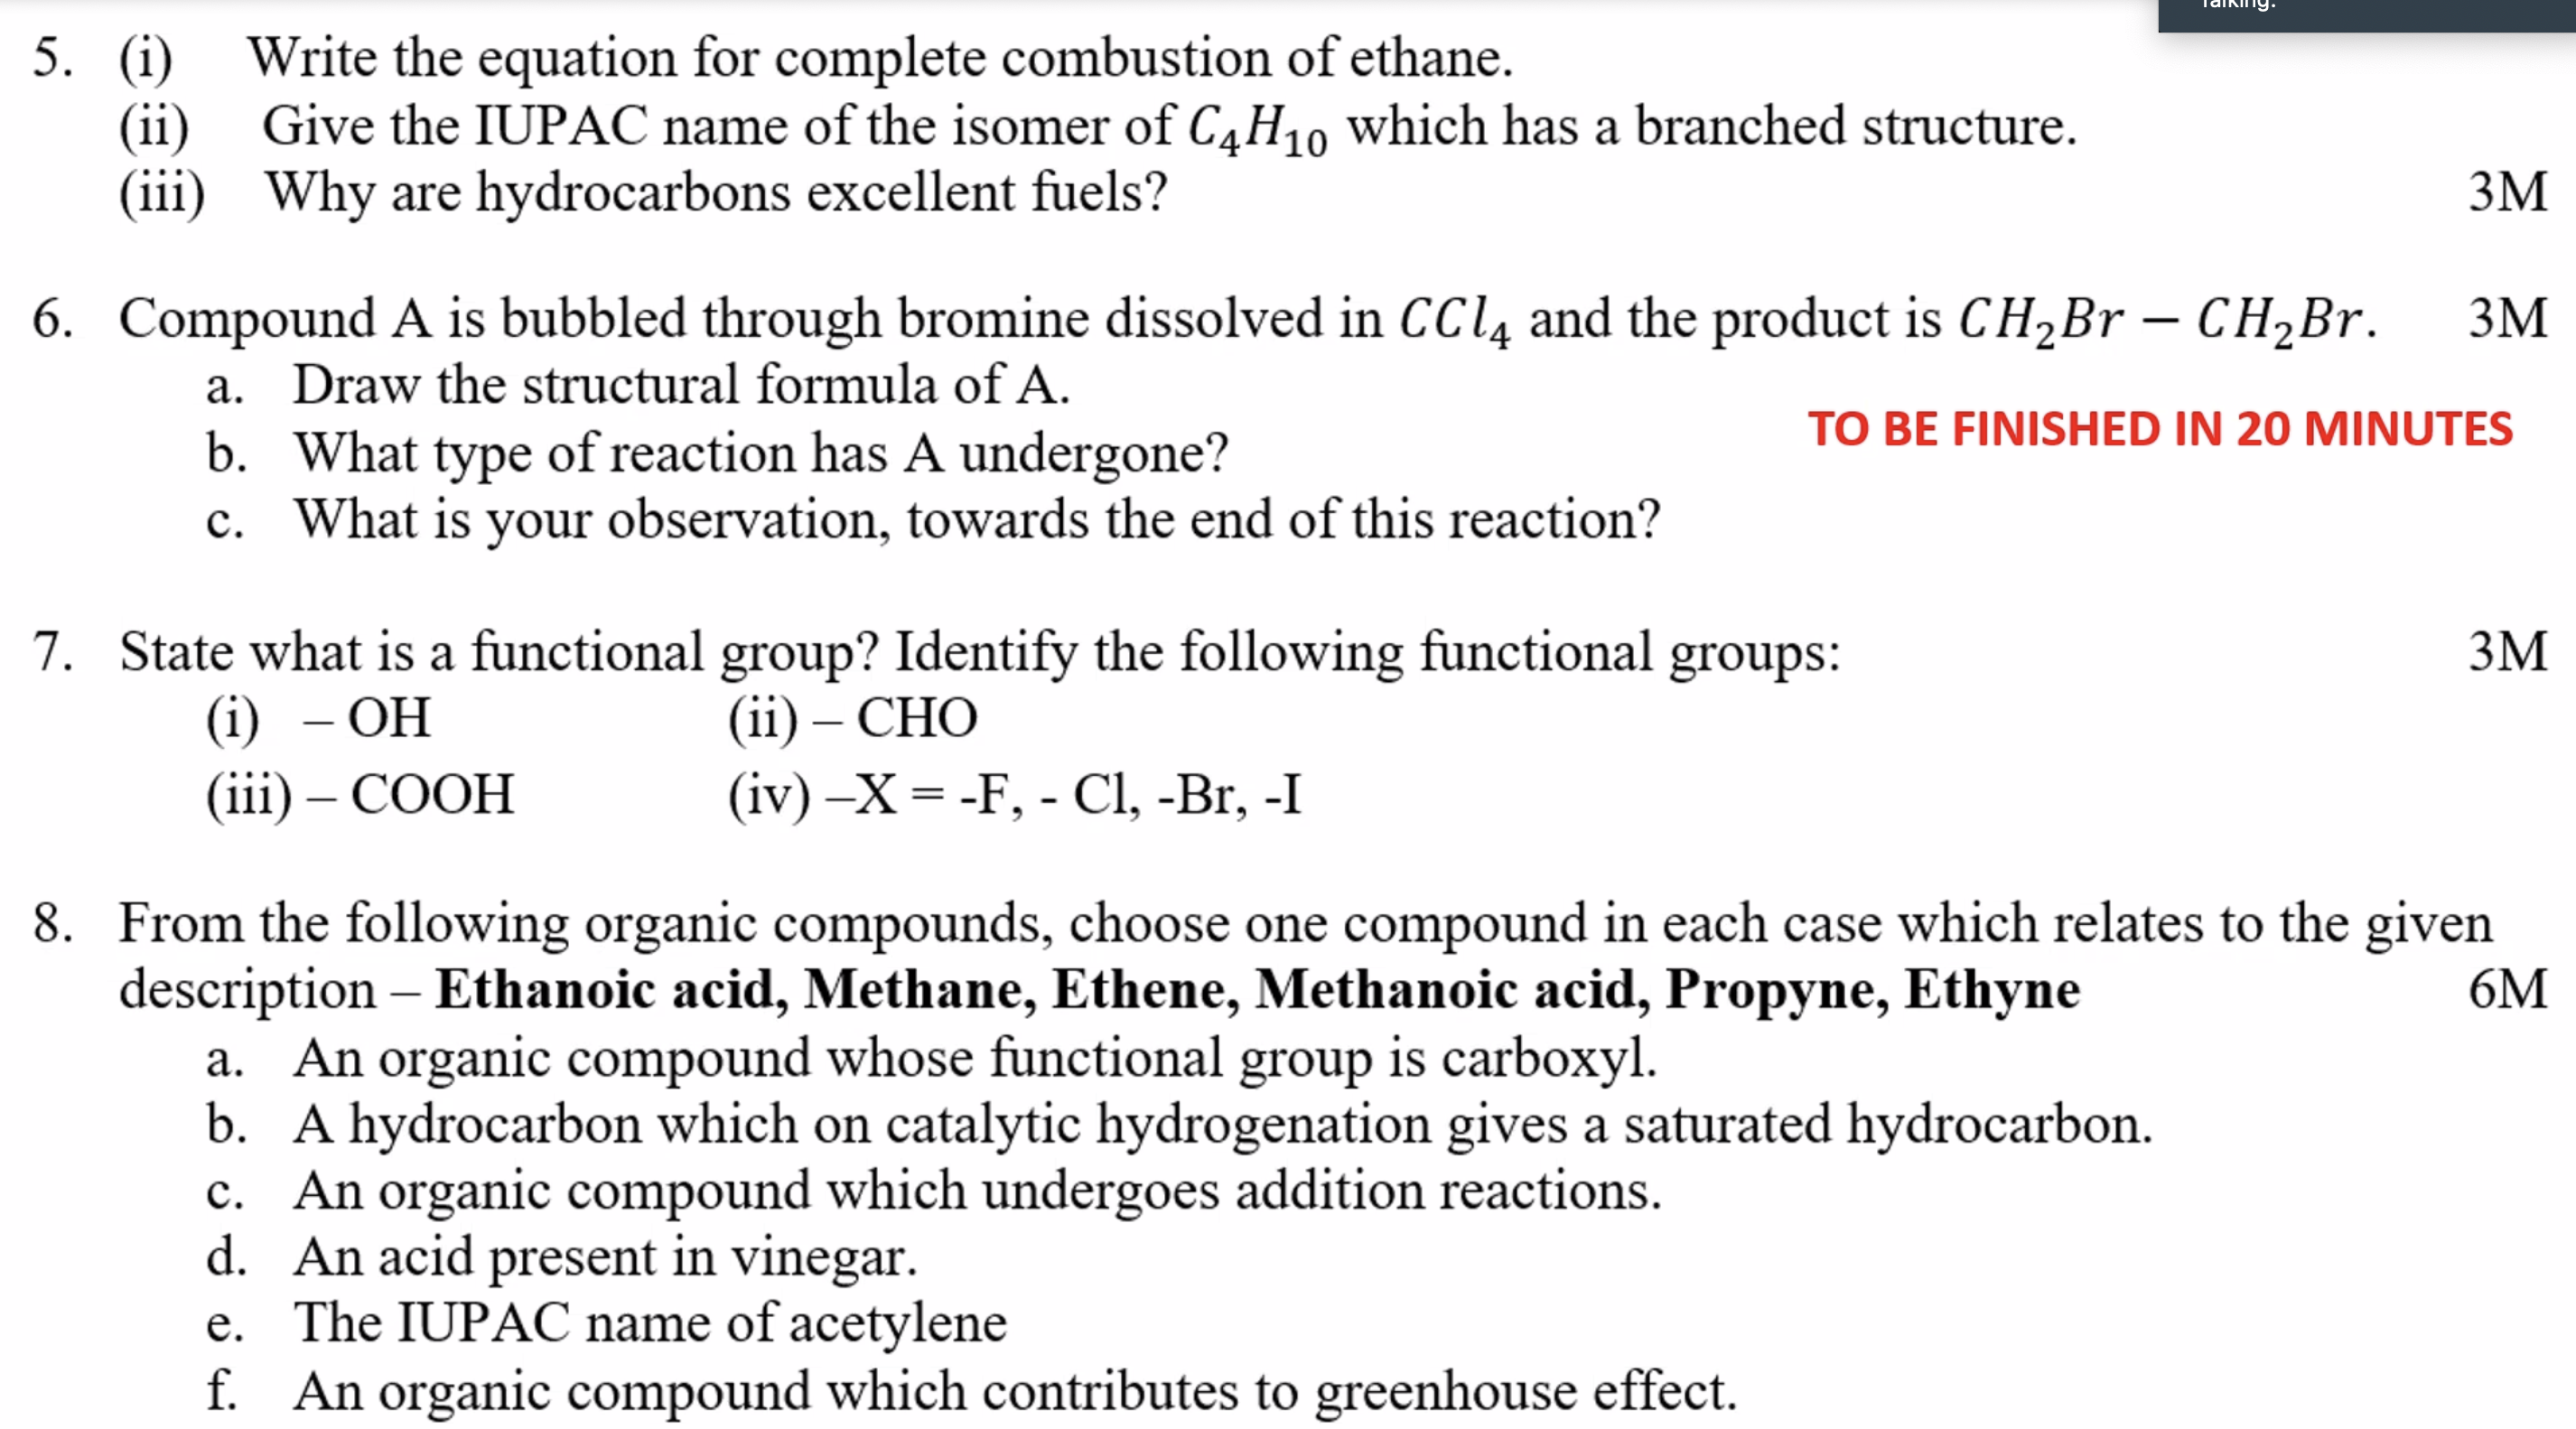 Talking:
5. (i) Write the equation for complete combustion of ethane.
(ii) Give the IUPAC name of the isomer of C₄H₁₀ which has a branched structure.
(iii) Why are hydrocarbons excellent fuels? 3M
6. Compound A is bubbled through bromine dissolved in CCl₄ and the product is CH₂Br – CH₂Br. 3M
a. Draw the structural formula of A.
TO BE FINISHED IN 20 MINUTES
b. What type of reaction has A undergone?
c. What is your observation, towards the end of this reaction?
7. State what is a functional group? Identify the following functional groups: 3M
(i) – OH (ii) – CHO
(iii) – COOH (iv) –X = -F, - Cl, -Br, -I
8. From the following organic compounds, choose one compound in each case which relates to the given
description – Ethanoic acid, Methane, Ethene, Methanoic acid, Propyne, Ethyne 6M
a. An organic compound whose functional group is carboxyl.
b. A hydrocarbon which on catalytic hydrogenation gives a saturated hydrocarbon.
c. An organic compound which undergoes addition reactions.
d. An acid present in vinegar.
e. The IUPAC name of acetylene
f. An organic compound which contributes to greenhouse effect.